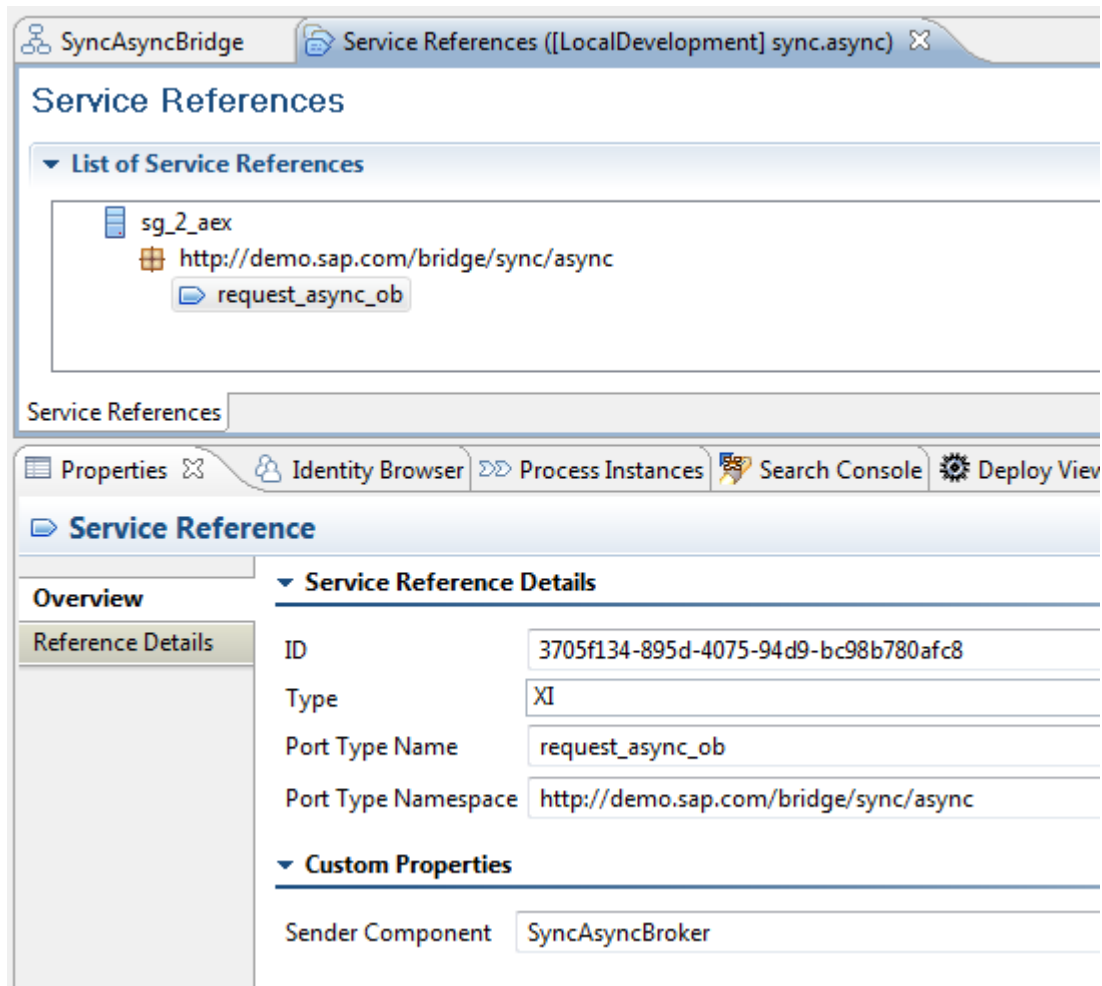 SyncAsyncBridge Service References ([LocalDevelopment] sync.async)
Service References
List of Service References
sg_2_aex
http://demo.sap.com/bridge/sync/async
request_async_ob
Service References
Properties Identity Browser Process Instances Search Console Deploy View
Service Reference
Overview
Reference Details
Service Reference Details
ID 3705f134-895d-4075-94d9-bc98b780afc8
Type XI
Port Type Name request_async_ob
Port Type Namespace http://demo.sap.com/bridge/sync/async
Custom Properties
Sender Component SyncAsyncBroker